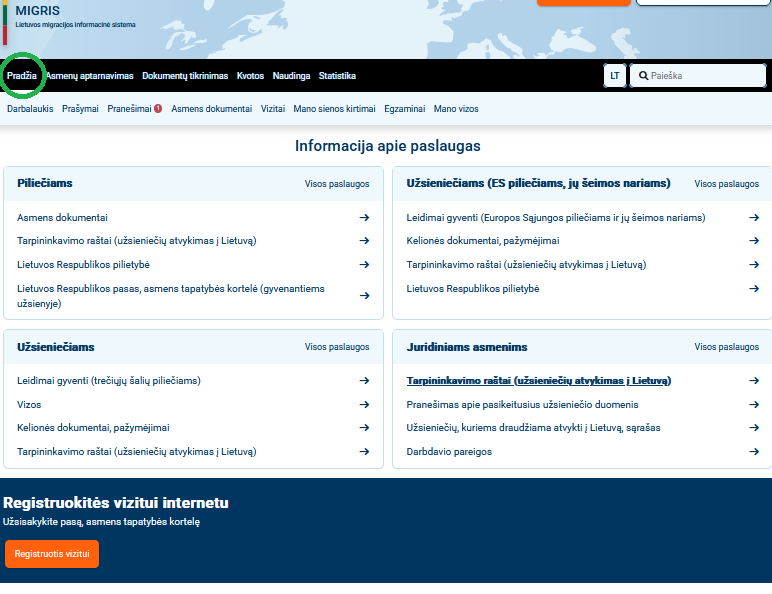 MIGRIS
Lietuvos migracijos informacinė sistema
Pradžia Asmenų aptarnavimas Dokumentų tikrinimas Kvotos Naudinga Statistika LT Paieška
Darbalaukis Prašymai Pranešimai 1 Asmens dokumentai Vizitai Mano sienos kirtimai Egzaminai Mano vizos
Informacija apie paslaugas
Piliečiams Visos paslaugos
Asmens dokumentai
Tarpininkavimo raštai (užsieniečių atvykimas į Lietuvą)
Lietuvos Respublikos pilietybė
Lietuvos Respublikos pasas, asmens tapatybės kortelė (gyvenantiems
užsienyje)
Užsieniečiams (ES piliečiams, jų šeimos nariams) Visos paslaugos
Leidimai gyventi (Europos Sąjungos piliečiams ir jų šeimos nariams)
Kelionės dokumentai, pažymėjimai
Tarpininkavimo raštai (užsieniečių atvykimas į Lietuvą)
Lietuvos Respublikos pilietybė
Užsieniečiams Visos paslaugos
Leidimai gyventi (trečiųjų šalių piliečiams)
Vizos
Kelionės dokumentai, pažymėjimai
Tarpininkavimo raštai (užsieniečių atvykimas į Lietuvą)
Juridiniams asmenims Visos paslaugos
Tarpininkavimo raštai (užsieniečių atvykimas į Lietuvą)
Pranešimas apie pasikeitusius užsieniečio duomenis
Užsieniečių, kuriems draudžiama atvykti į Lietuvą, sąrašas
Darbdavio pareigos
Registruokitės vizitui internetu
Užsisakykite pasą, asmens tapatybės kortelę
Registruotis vizitui